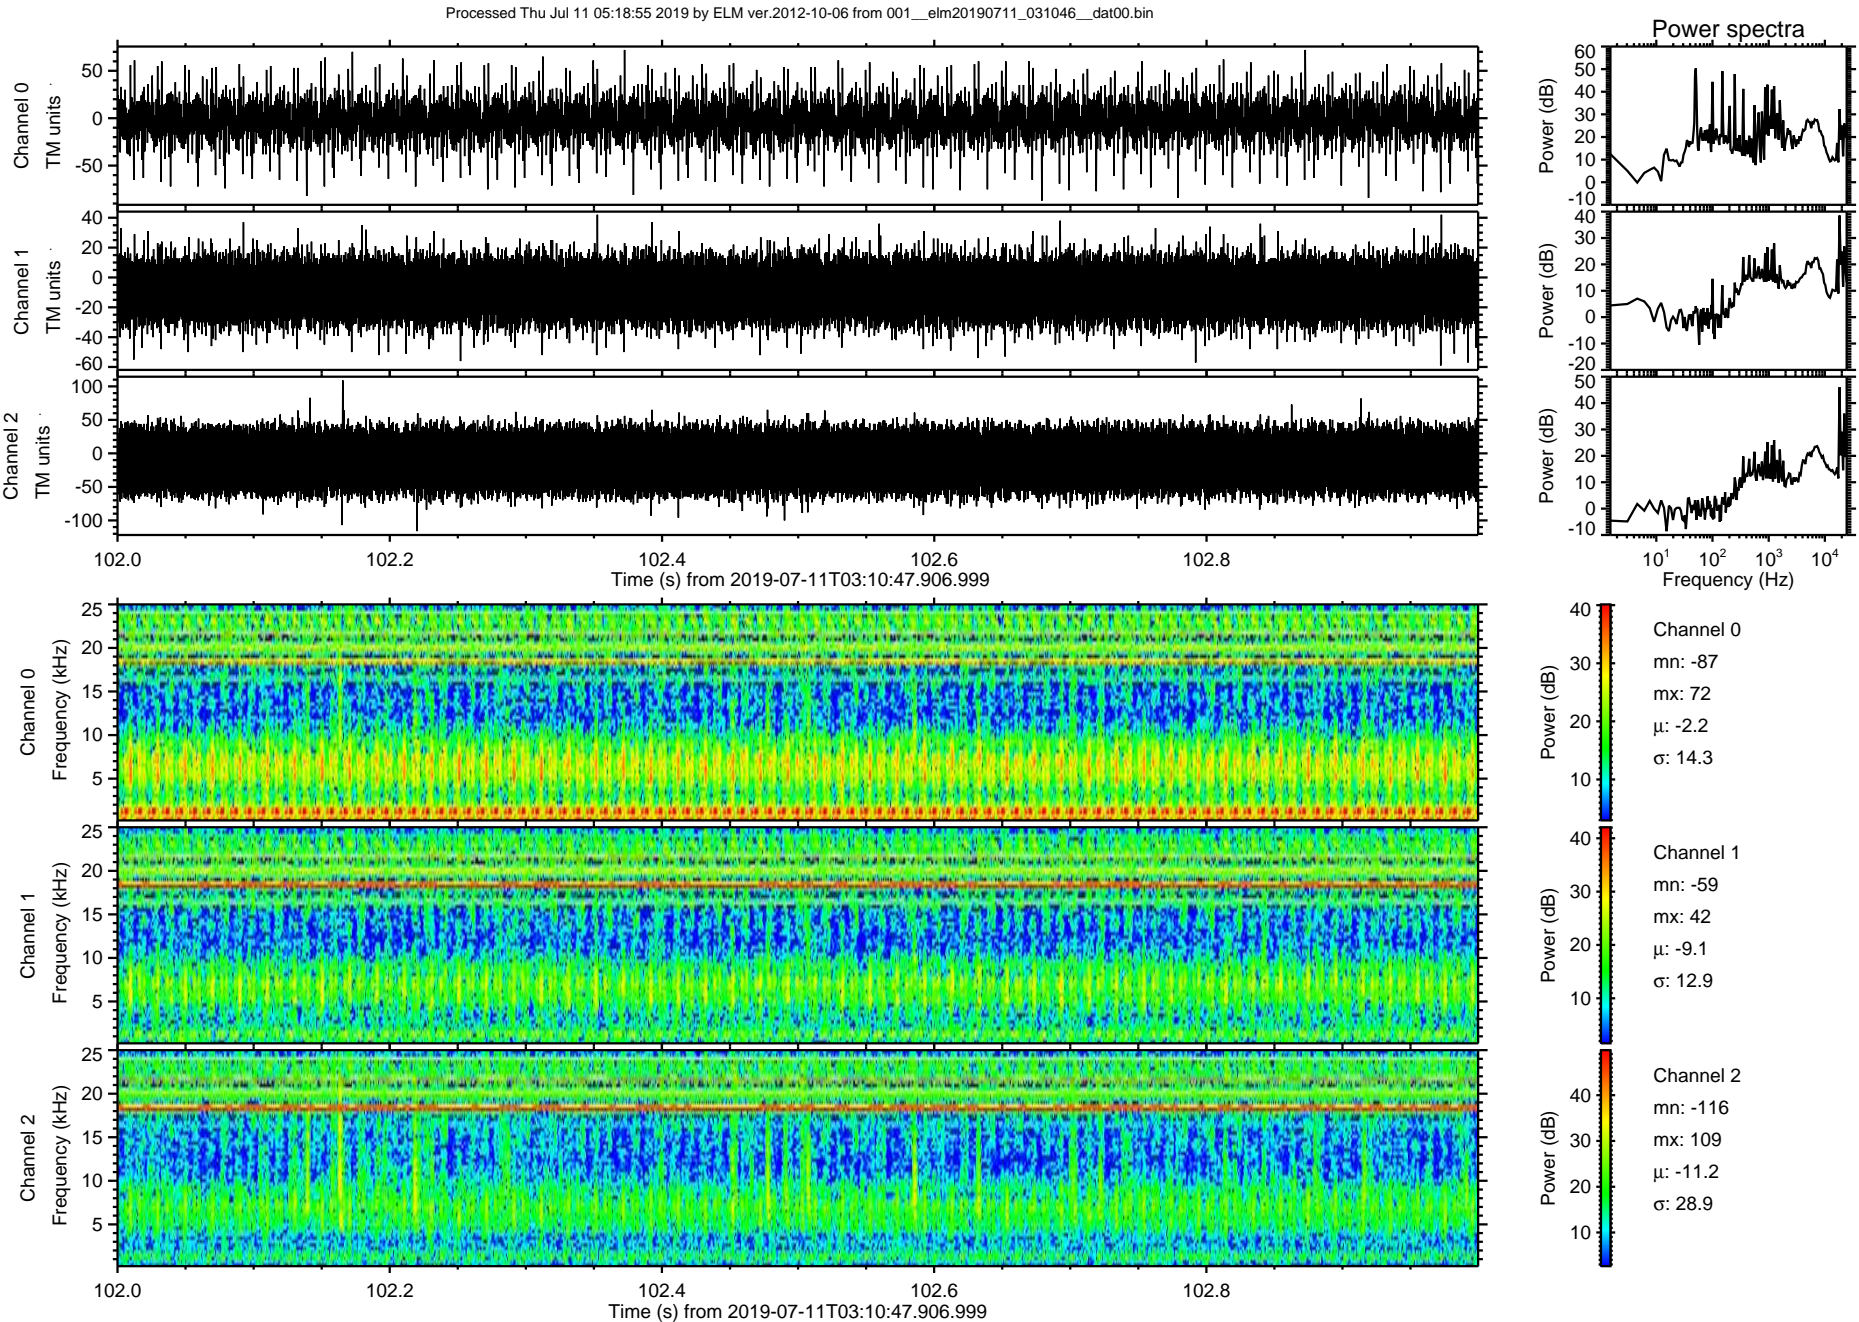 Processed Thu Jul 11 05:18:55 2019 by ELM ver.2012-10-06 from 001__elm20190711_031046__dat00.bin
Power spectra
Channel 0
TM units
50
0
-50
Power (dB)
60
50
40
30
20
10
0
-10
Channel 1
TM units
40
20
0
-20
-40
-60
Power (dB)
40
30
20
10
0
-10
-20
Channel 2
TM units
100
50
0
-50
-100
Power (dB)
50
40
30
20
10
0
-10
102.0 102.2 102.4 102.6 102.8
Time (s) from 2019-07-11T03:10:47.906.999
10¹ 10² 10³ 10⁴
Frequency (Hz)
Channel 0
Frequency (kHz)
25
20
15
10
5
Power (dB)
40
30
20
10
Channel 0
mn: -87
mx: 72
μ: -2.2
σ: 14.3
Channel 1
Frequency (kHz)
25
20
15
10
5
Power (dB)
40
30
20
10
Channel 1
mn: -59
mx: 42
μ: -9.1
σ: 12.9
Channel 2
Frequency (kHz)
25
20
15
10
5
Power (dB)
40
30
20
10
Channel 2
mn: -116
mx: 109
μ: -11.2
σ: 28.9
102.0 102.2 102.4 102.6 102.8
Time (s) from 2019-07-11T03:10:47.906.999